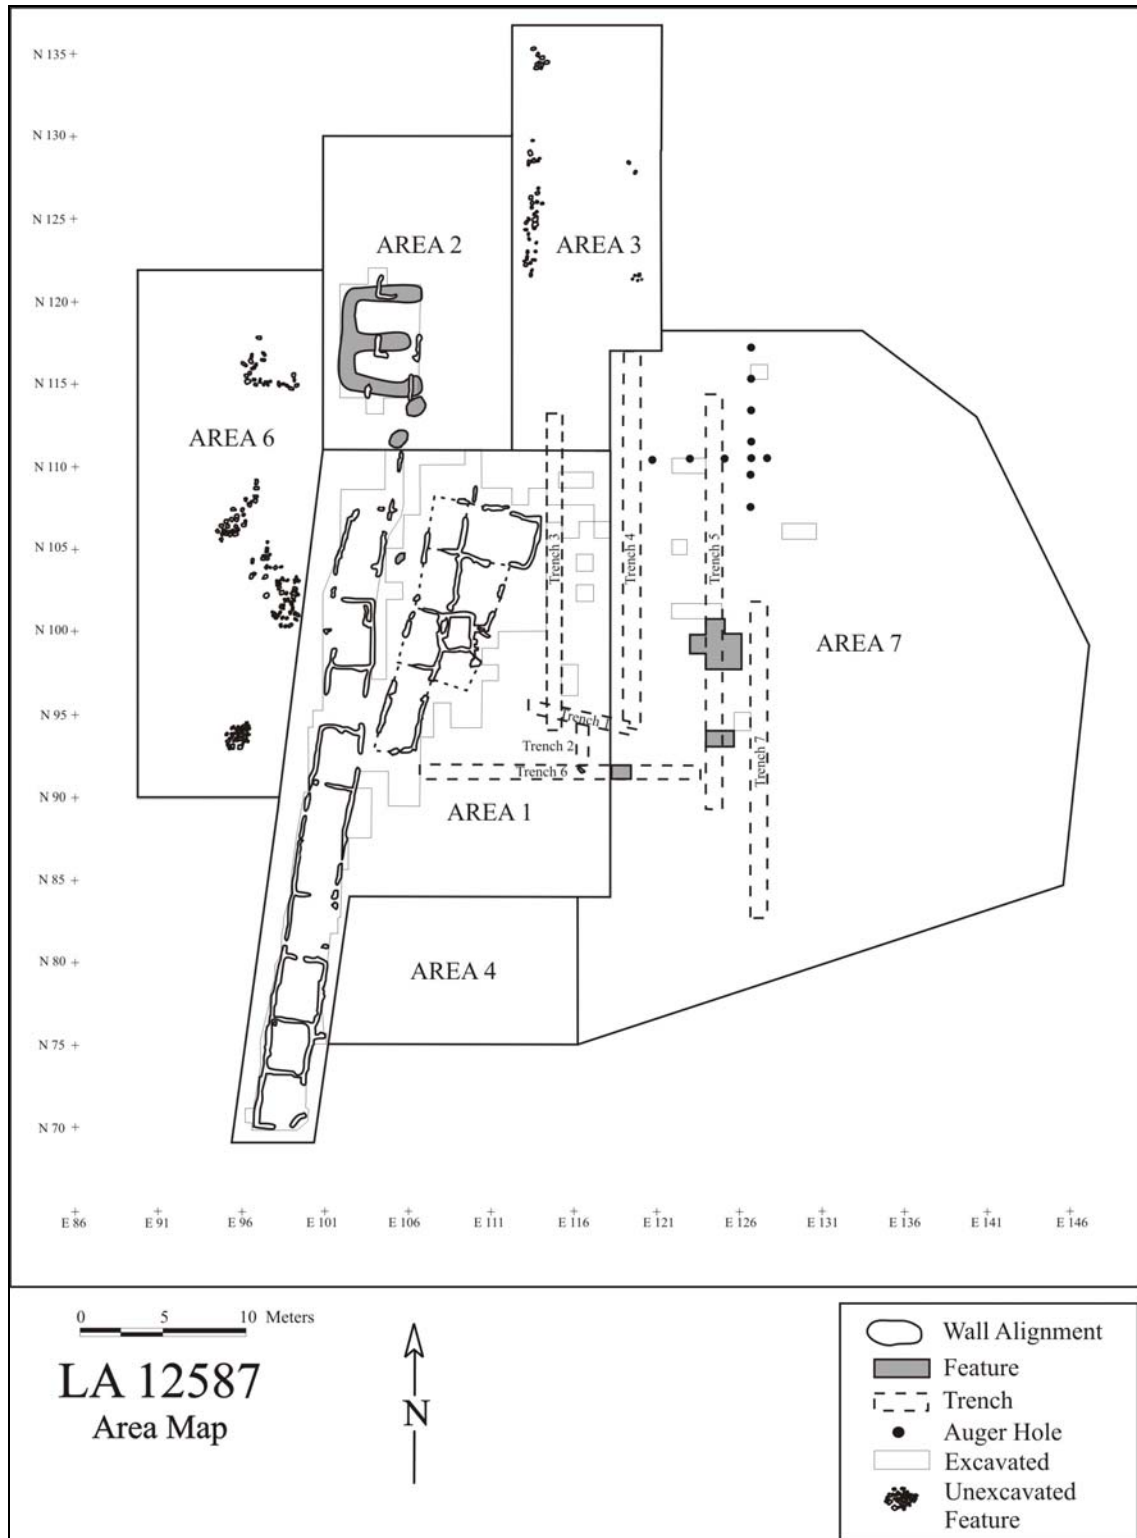 N 135
N 130
N 125
AREA 2
AREA 3
N 120
N 115
AREA 6
N 110
N 105
Trench 3
Trench 4
Trench 5
N 100
AREA 7
N 95
Trench 1
Trench 2
Trench 6
Trench 7
N 90
AREA 1
N 85
N 80
AREA 4
N 75
N 70
E 86
E 91
E 96
E 101
E 106
E 111
E 116
E 121
E 126
E 131
E 136
E 141
E 146
0 5 10 Meters
LA 12587
Area Map
N
Wall Alignment
Feature
Trench
Auger Hole
Excavated
Unexcavated
Feature